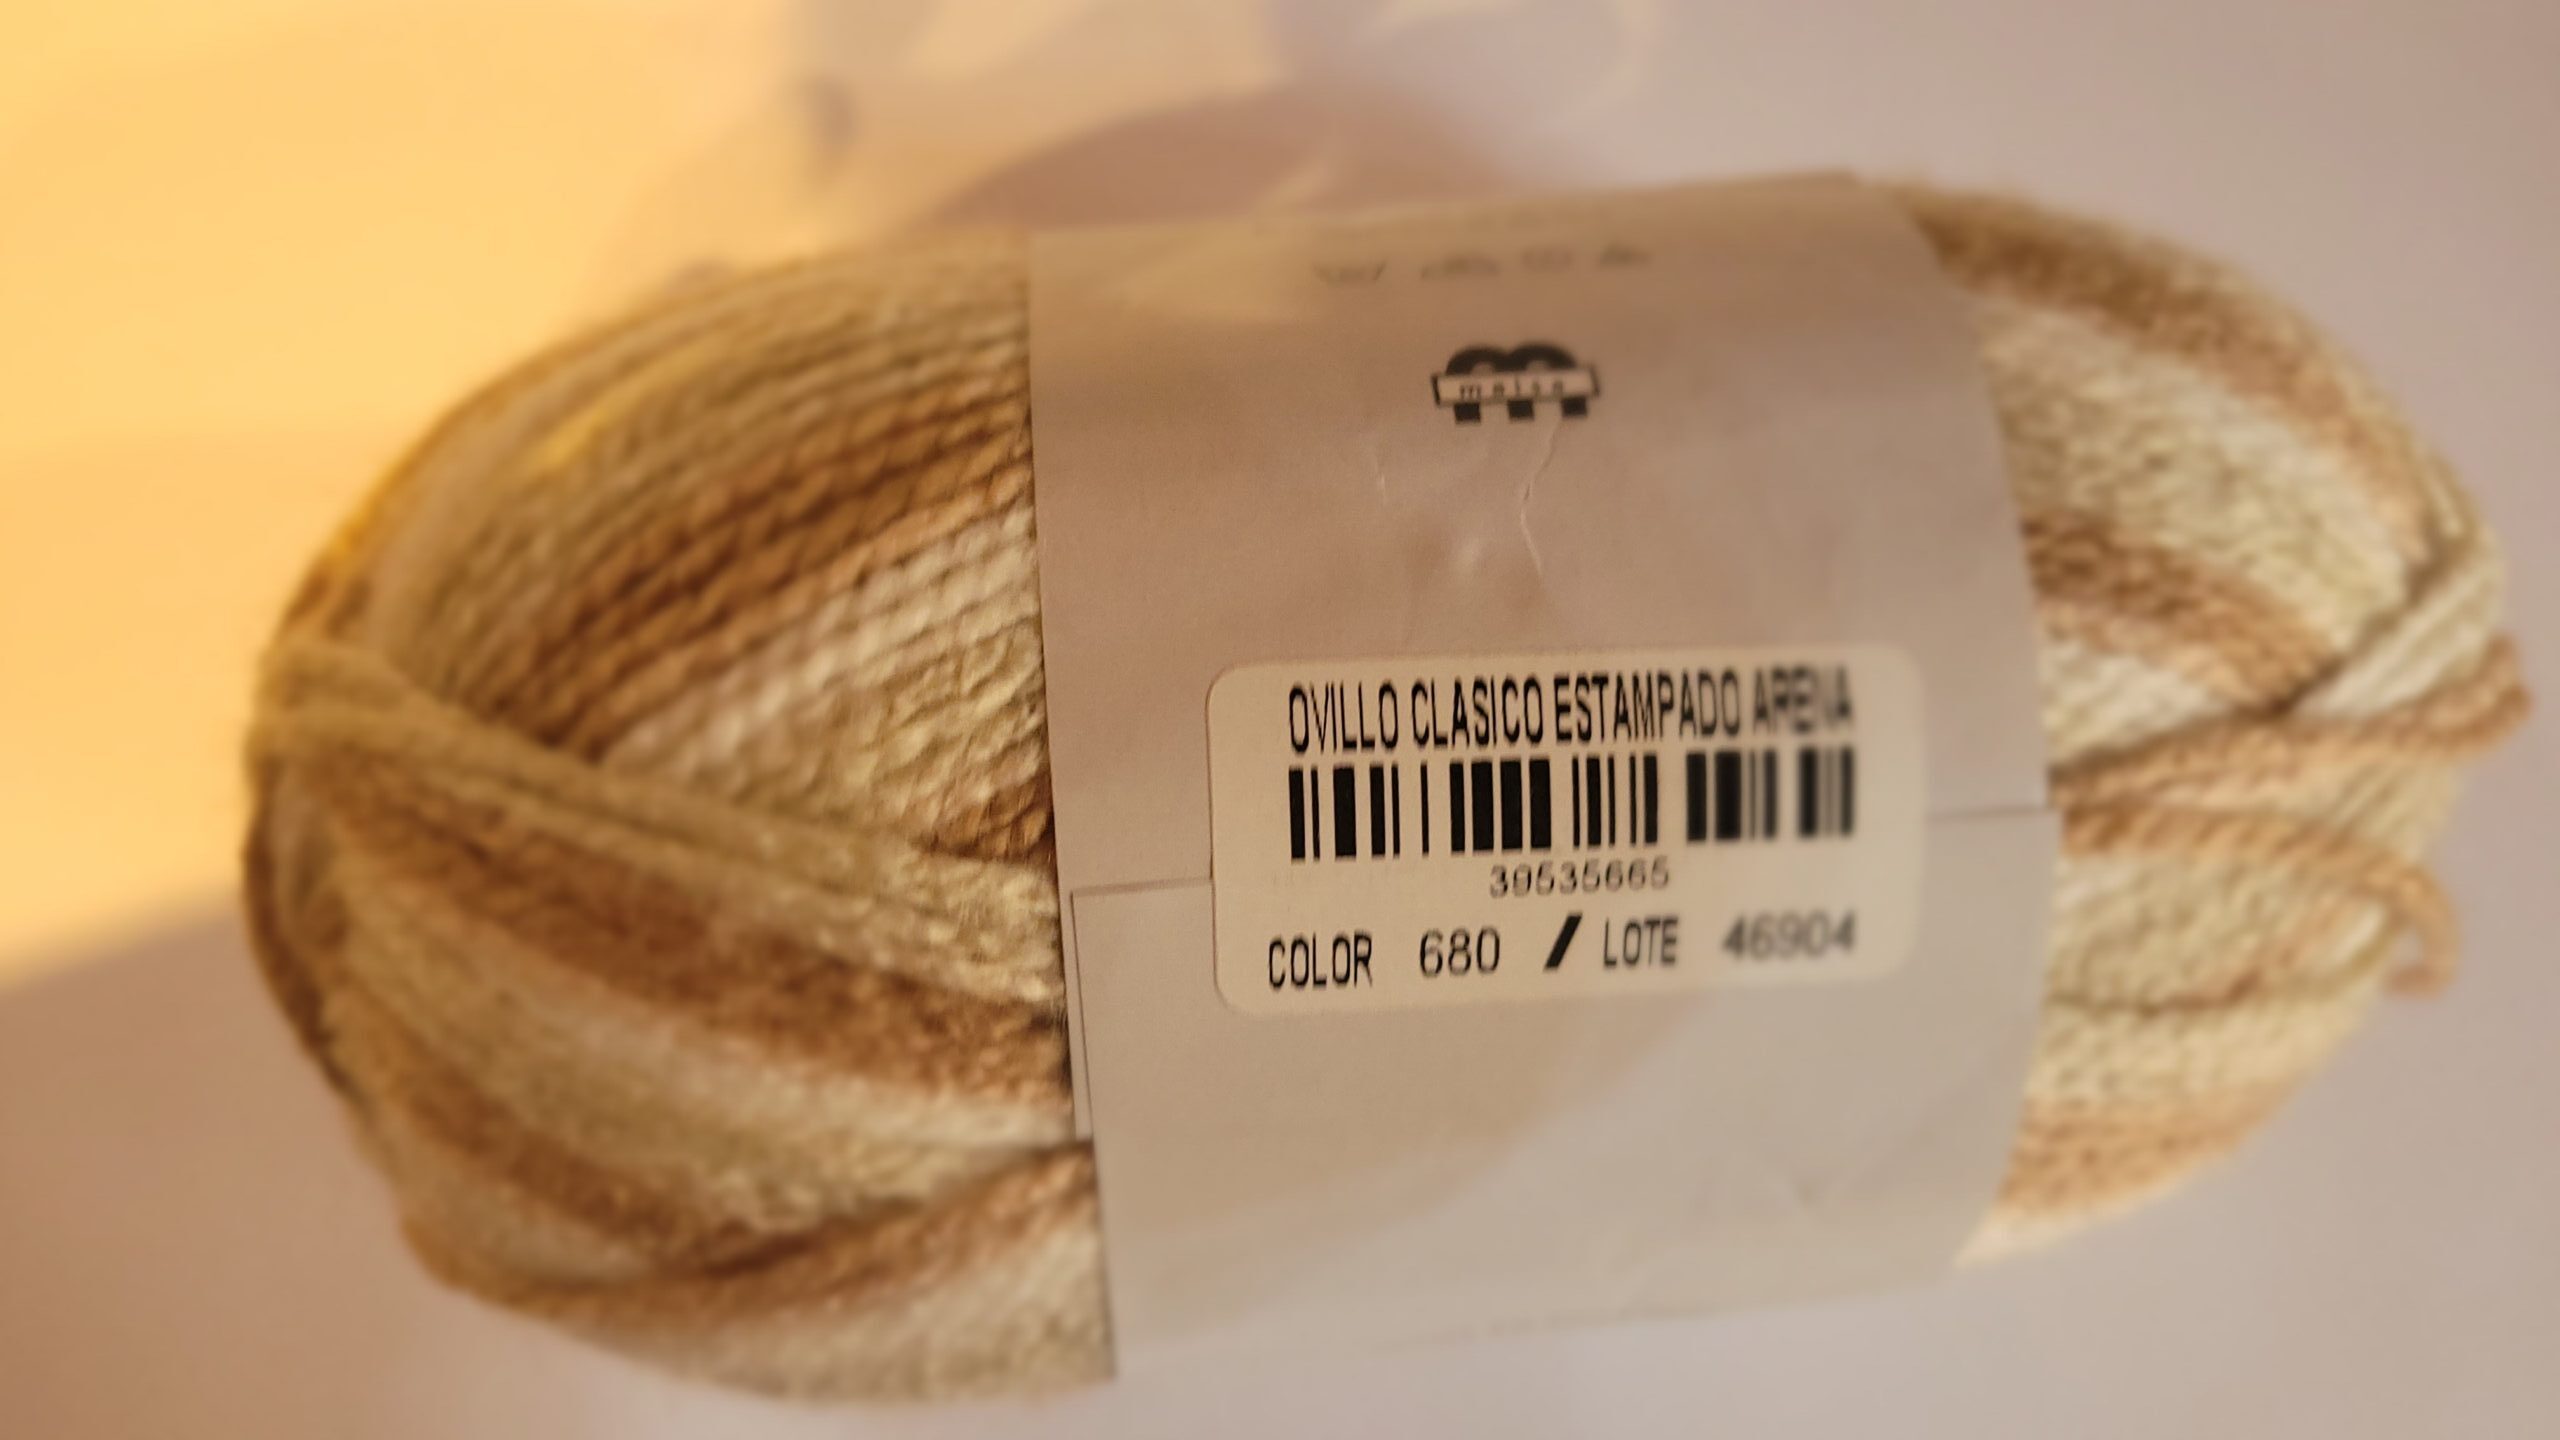 OVILLO CLASICO ESTAMPADO ARENA
39535665
COLOR 680 / LOTE 46904